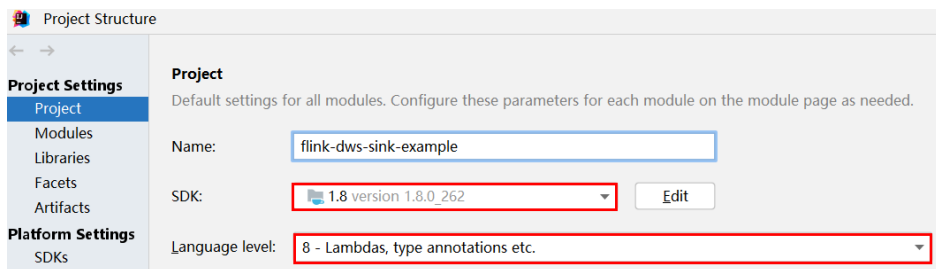 Project Structure
Project Settings
Project
Modules
Libraries
Facets
Artifacts
Platform Settings
SDKs
Project
Default settings for all modules. Configure these parameters for each module on the module page as needed.
Name: flink-dws-sink-example
SDK: 1.8 version 1.8.0_262 Edit
Language level: 8 - Lambdas, type annotations etc.